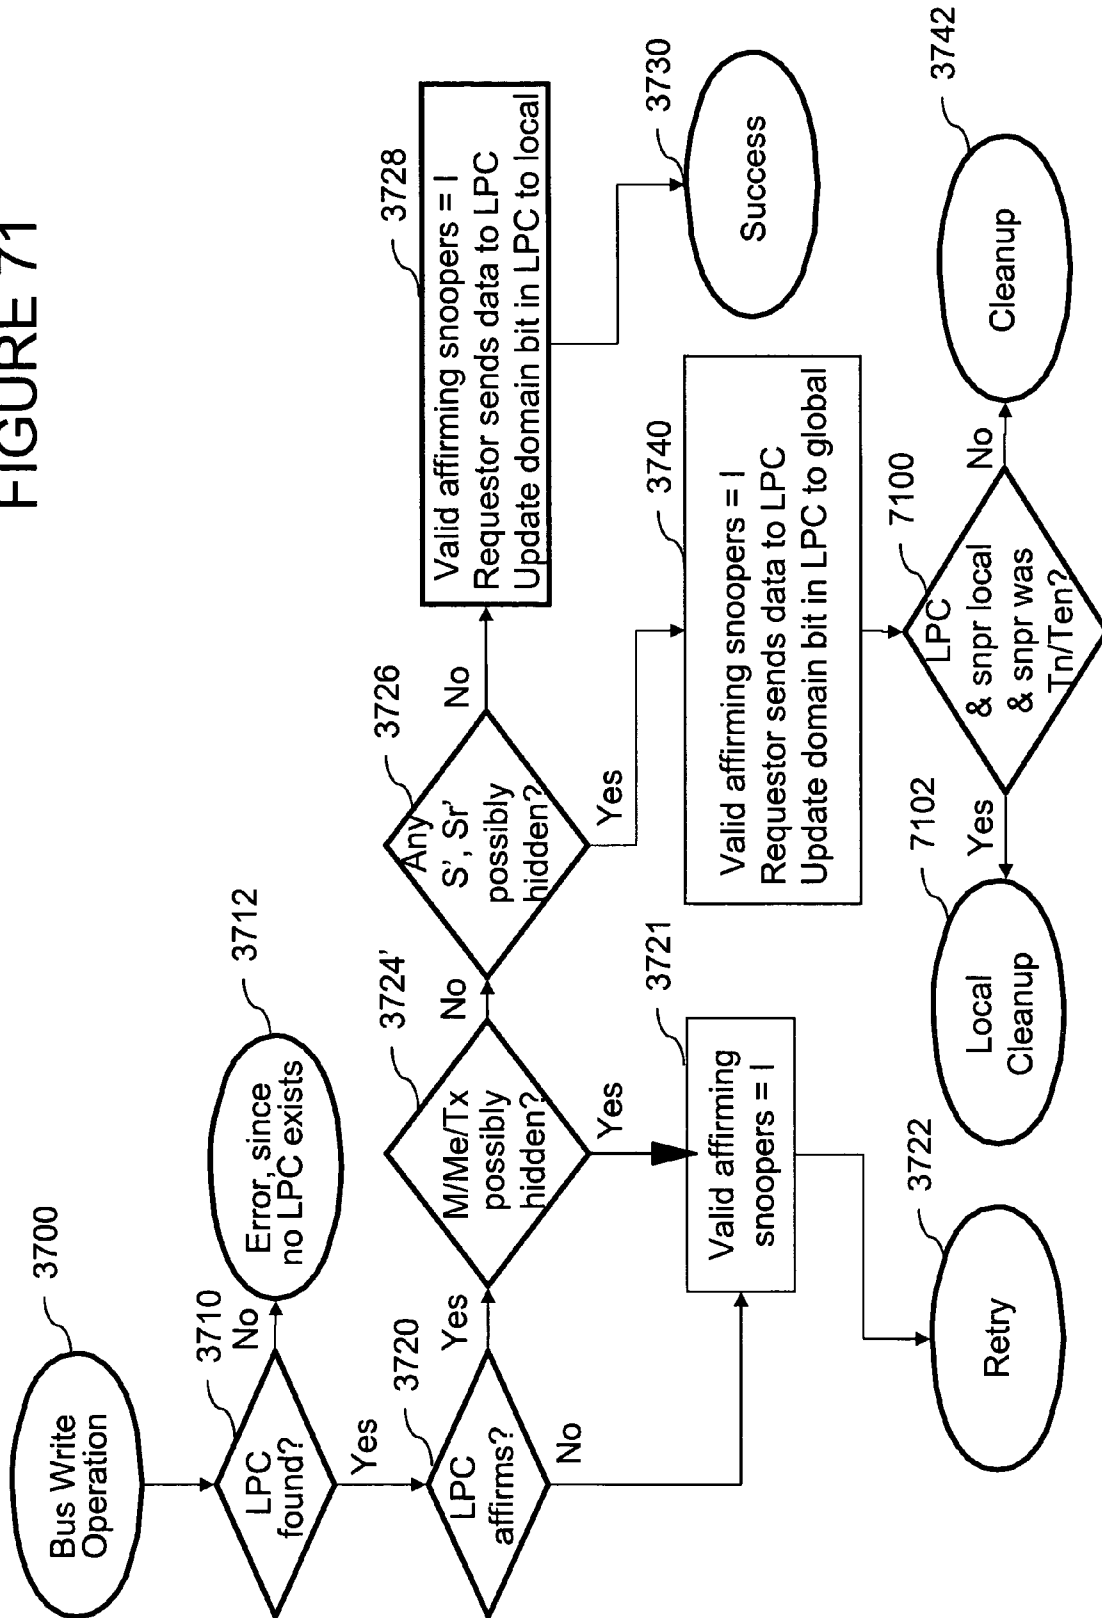 FIGURE 71
3700
Bus Write
Operation
3710
LPC
found?
No
Yes
3712
Error, since
no LPC exists
3720
LPC
affirms?
Yes
No
3724'
M/Me/Tx
possibly
hidden?
No
Yes
3726
Any
S', Sr'
possibly
hidden?
No
Yes
3728
Valid affirming snoopers = I
Requestor sends data to LPC
Update domain bit in LPC to local
3730
Success
3721
Valid affirming
snoopers = I
3722
Retry
3740
Valid affirming snoopers = I
Requestor sends data to LPC
Update domain bit in LPC to global
7100
LPC
& snpr local
& snpr was
Tn/Ten?
Yes
No
7102
Local
Cleanup
3742
Cleanup